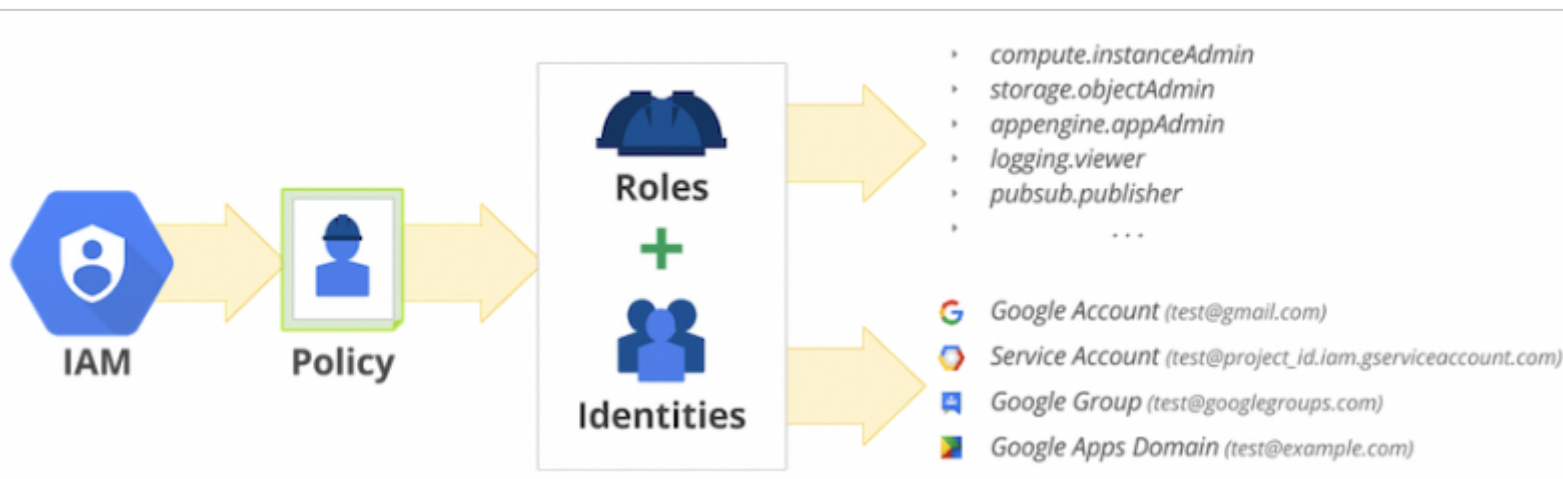 IAM
Policy
Roles
+
Identities
compute.instanceAdmin
storage.objectAdmin
appengine.appAdmin
logging.viewer
pubsub.publisher
...
Google Account (test@gmail.com)
Service Account (test@project_id.iam.gserviceaccount.com)
Google Group (test@googlegroups.com)
Google Apps Domain (test@example.com)